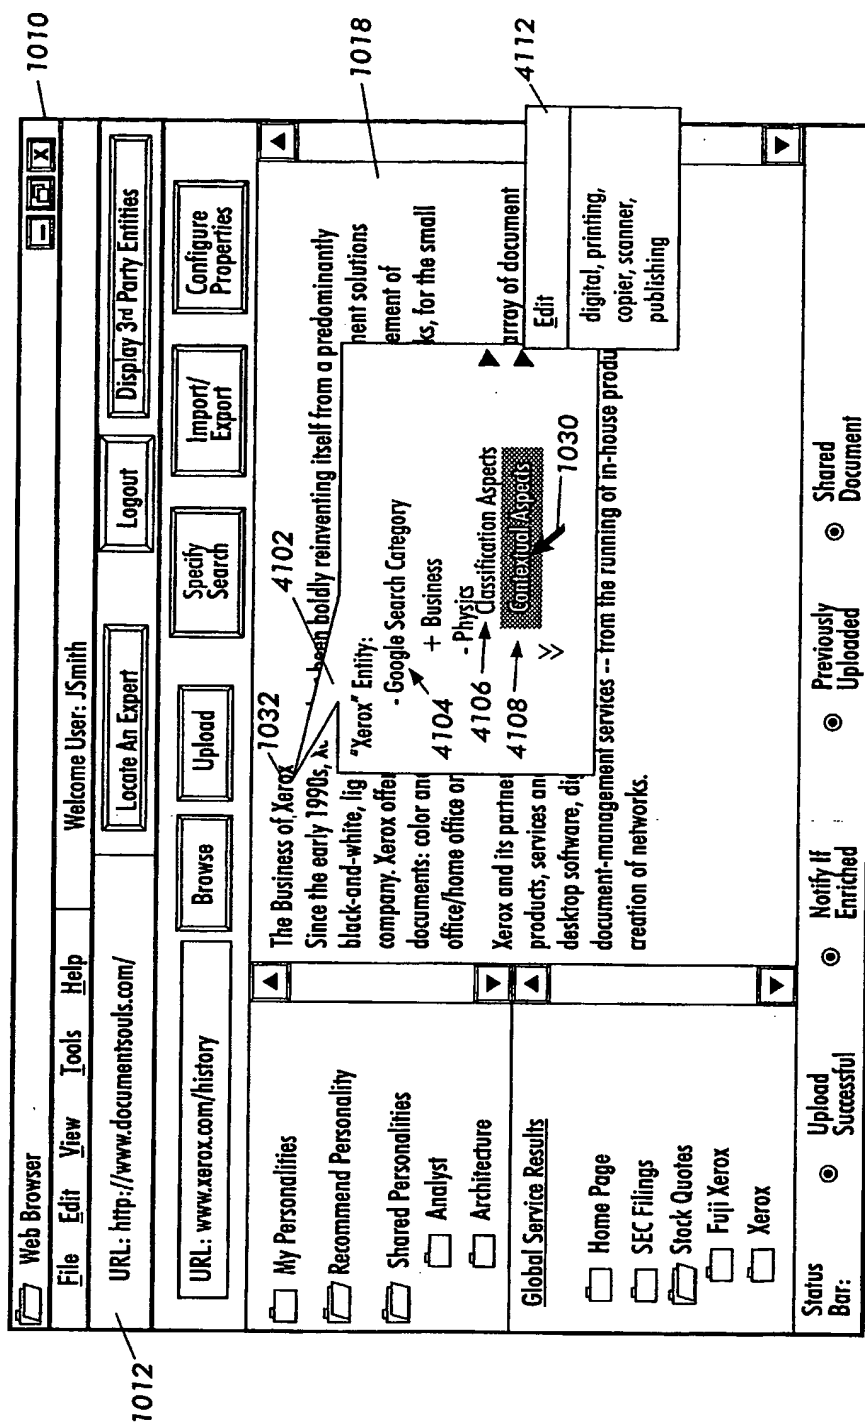 1010
Web Browser
File Edit View Tools Help
Welcome User: JSmith
1012
URL: http://www.documentsouls.com/
Locate An Expert
Logout
Display 3rd Party Entities
URL: www.xerox.com/history
Browse
Upload
Specify
Search
Import/
Export
Configure
Properties
My Personalities
Recommend Personality
Shared Personalities
Analyst
Architecture
Global Service Results
Home Page
SEC Filings
Stock Quotes
Fuji Xerox
Xerox
1032
4102
1018
The Business of Xerox
Since the early 1990s, been boldly reinventing itself from a predominantly
black-and-white, lig ment solutions
company. Xerox offer ement of
documents: color and ks, for the small
office/home office or
Xerox and its partner array of document
products, services and
desktop software, dig
document-management services -- from the running of in-house produ
creation of networks.
"Xerox" Entity:
- Google Search Category
4104
+ Business
- Physics
4106
Classification Aspects
4108
Contextual Aspects
1030
4112
Edit
digital, printing,
copier, scanner,
publishing
Status
Bar:
Upload
Successful
Notify If
Enriched
Previously
Uploaded
Shared
Document